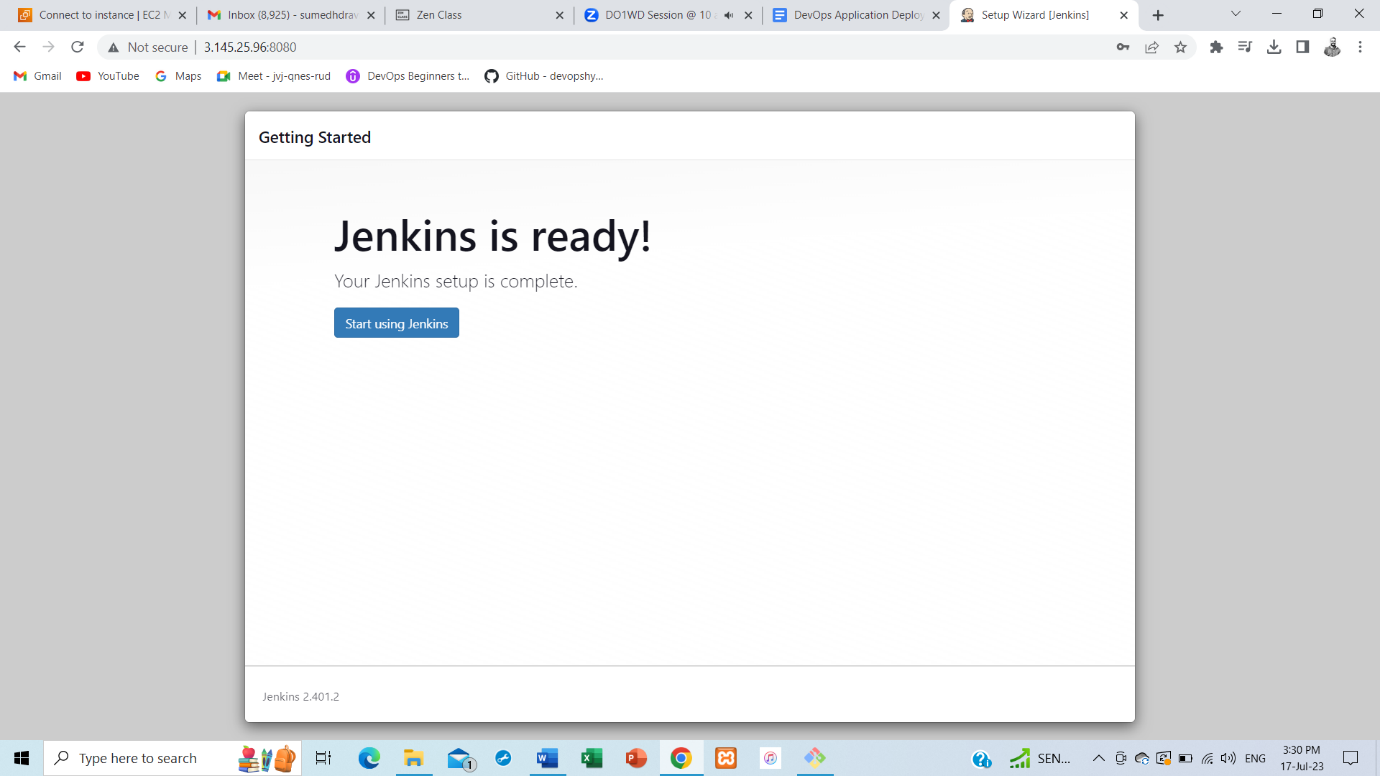 Connect to instance | EC2 M
Inbox (8,925) - sumedhdrav
Zen Class
DO1WD Session @ 10
DevOps Application Deploy
Setup Wizard [Jenkins]
Not secure
3.145.25.96:8080
Gmail
YouTube
Maps
Meet - jvj-qnes-rud
DevOps Beginners t...
GitHub - devopshy...
Getting Started
Jenkins is ready!
Your Jenkins setup is complete.
Start using Jenkins
Jenkins 2.401.2
Type here to search
1
SEN...
ENG
3:30 PM
17-Jul-23